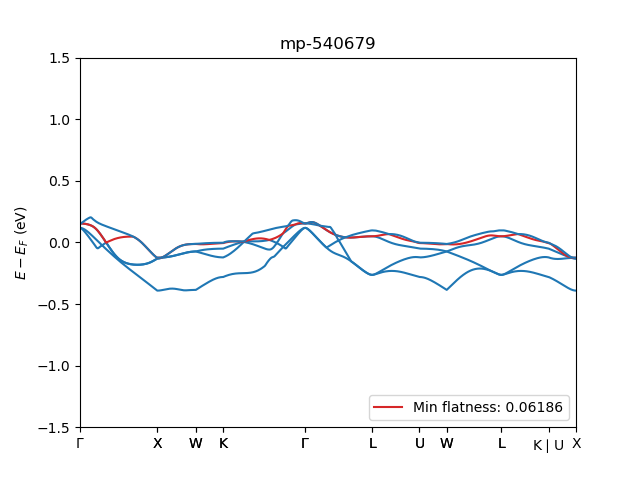 mp-540679
1.5
1.0
0.5
0.0
−0.5
−1.0
−1.5
E − E_F (eV)
Min flatness: 0.06186
Γ X W K Γ L U W L K | U X